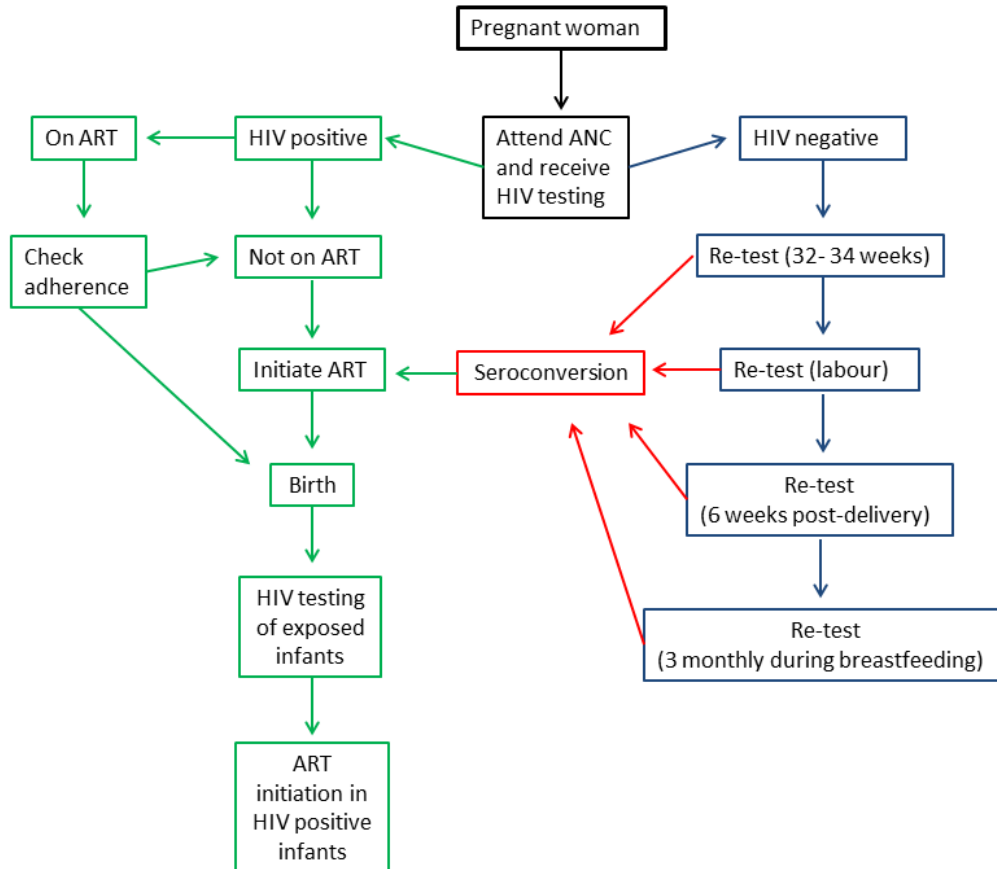 Pregnant woman
On ART
HIV positive
Attend ANC
and receive
HIV testing
HIV negative
Check
adherence
Not on ART
Re-test (32- 34 weeks)
Initiate ART
Seroconversion
Re-test (labour)
Birth
Re-test
(6 weeks post-delivery)
HIV testing
of exposed
infants
Re-test
(3 monthly during breastfeeding)
ART
initiation in
HIV positive
infants